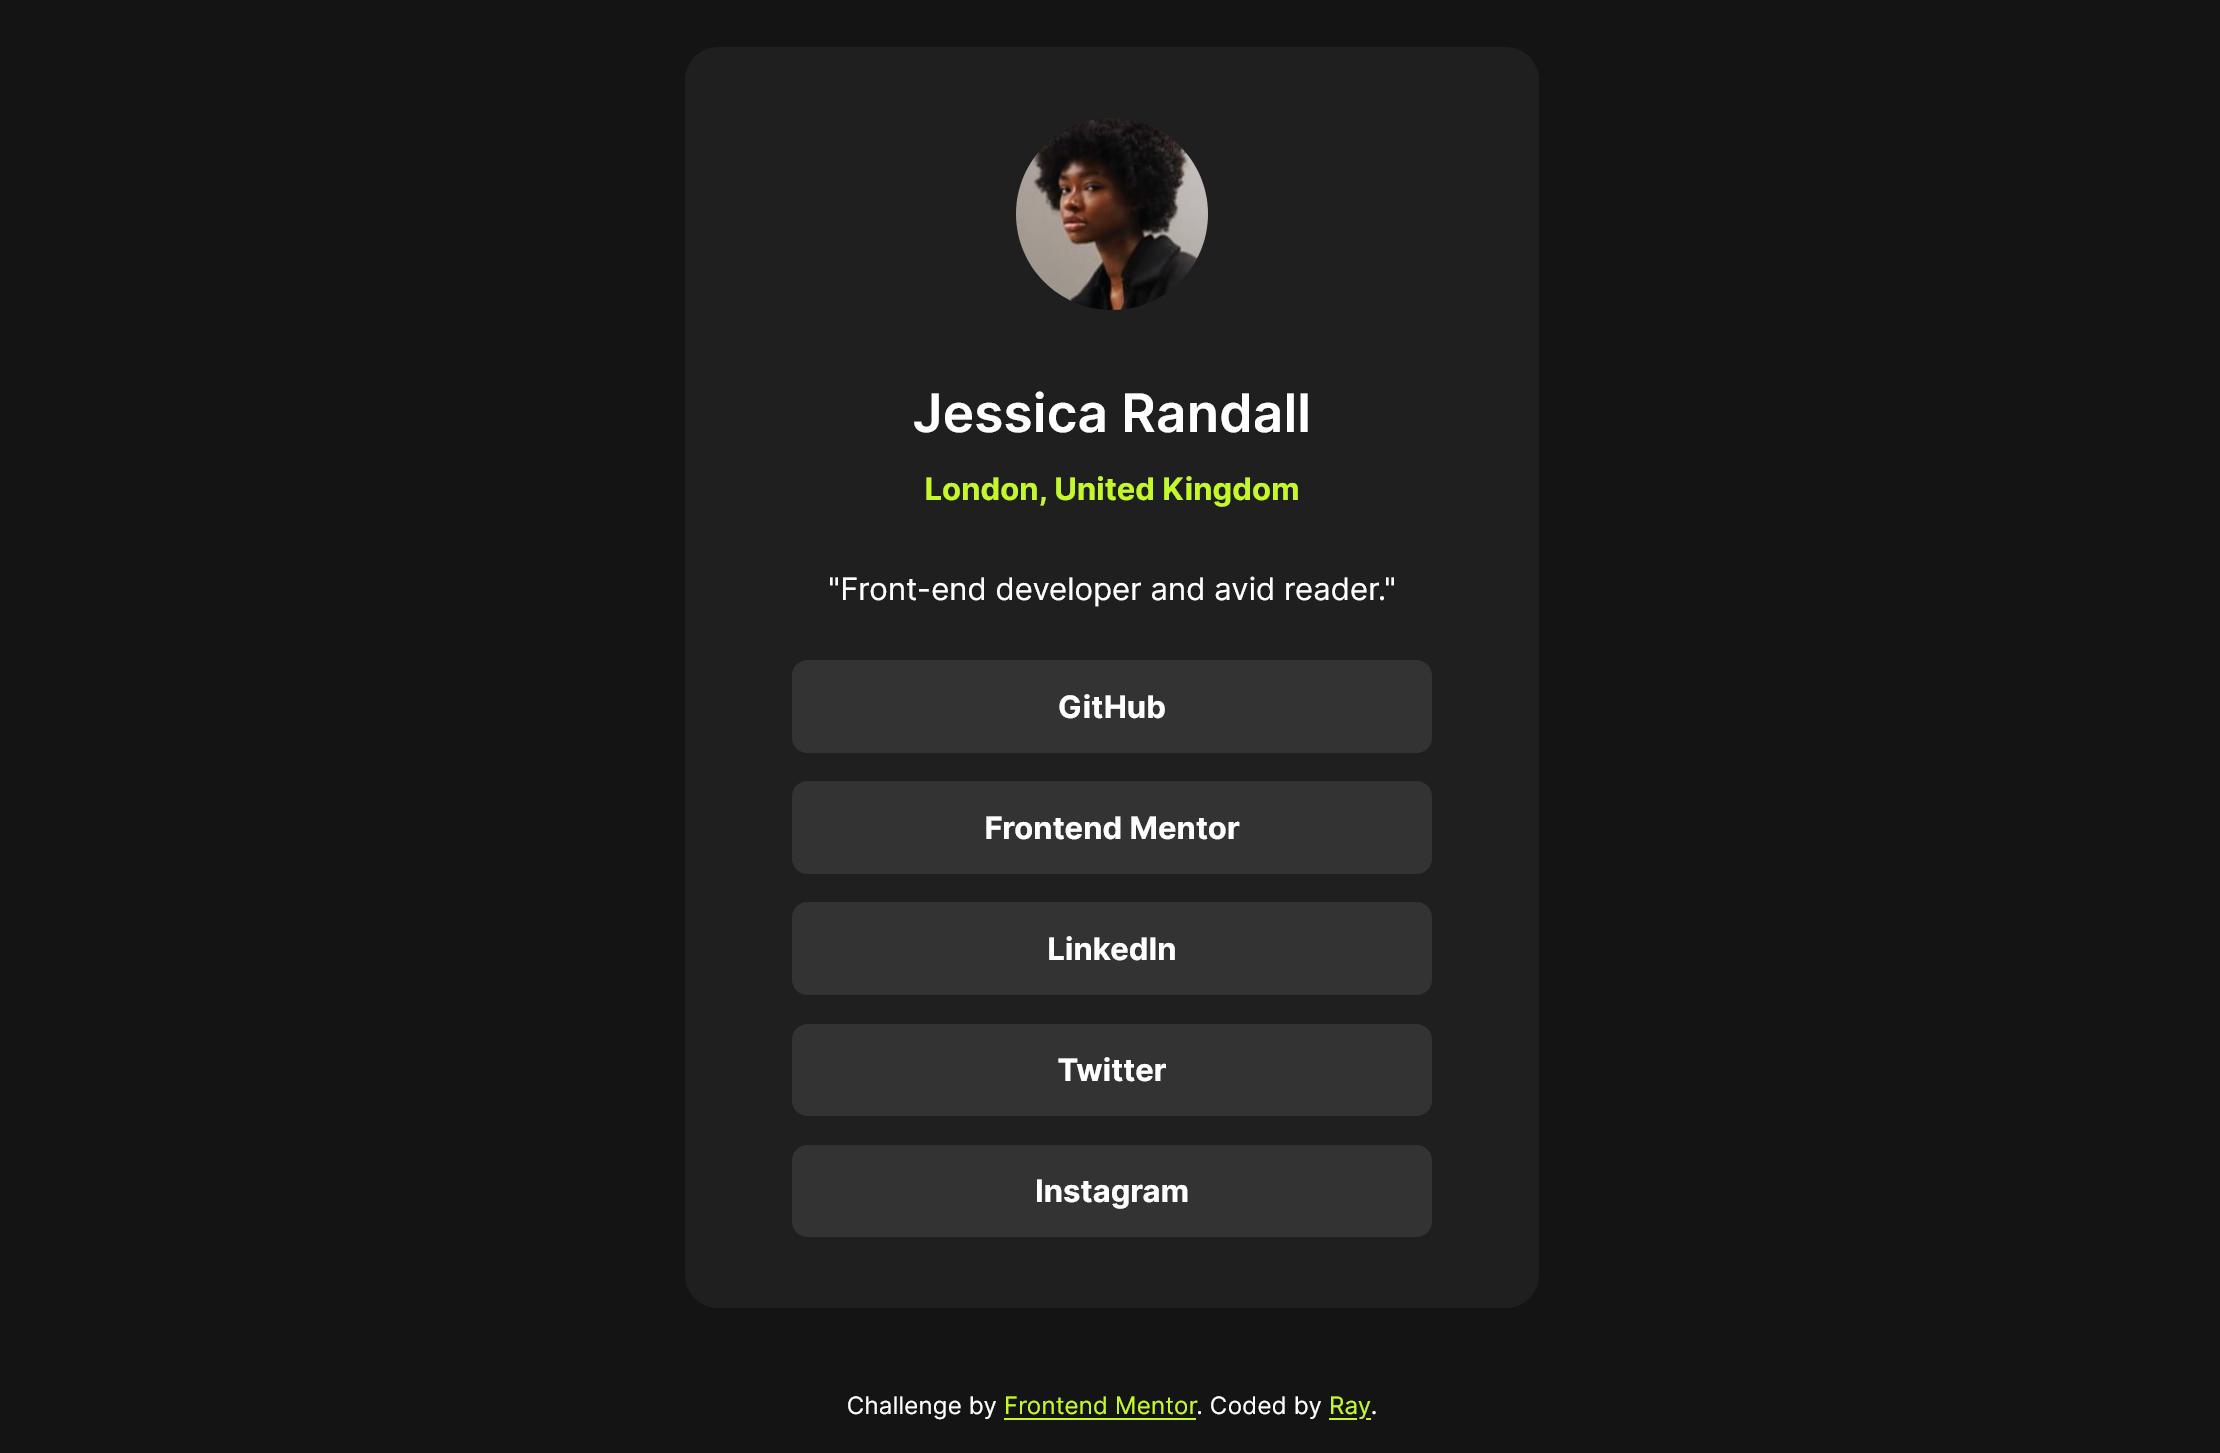 Jessica Randall
London, United Kingdom
"Front-end developer and avid reader."
GitHub
Frontend Mentor
LinkedIn
Twitter
Instagram
Challenge by Frontend Mentor. Coded by Ray.